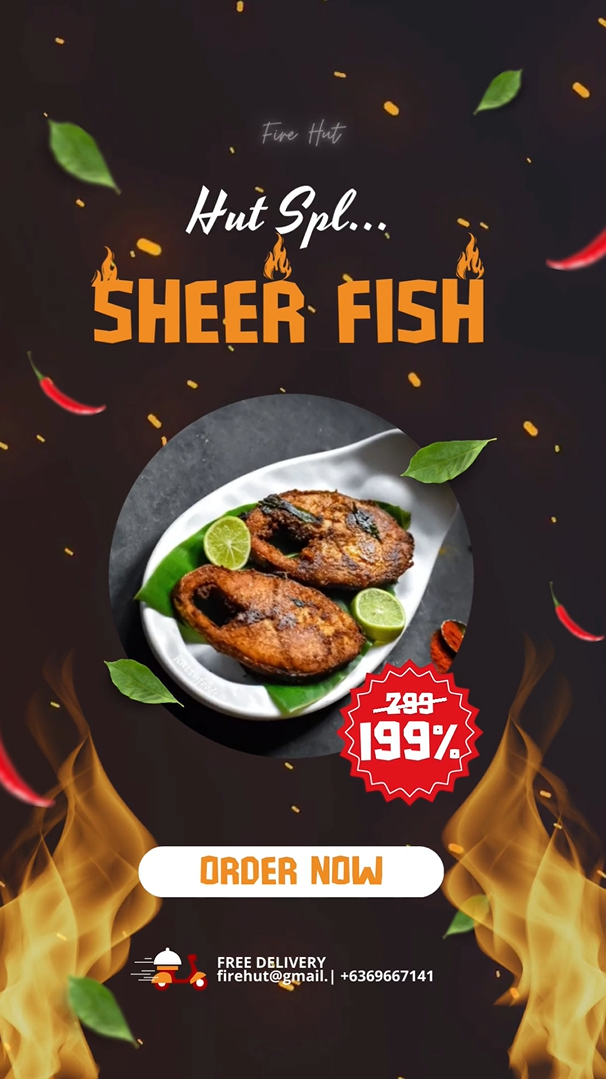 Fire Hut
Hut Spl...
SHEER FISH
299
199%
ORDER NOW
FREE DELIVERY
firehut@gmail.| +6369667141